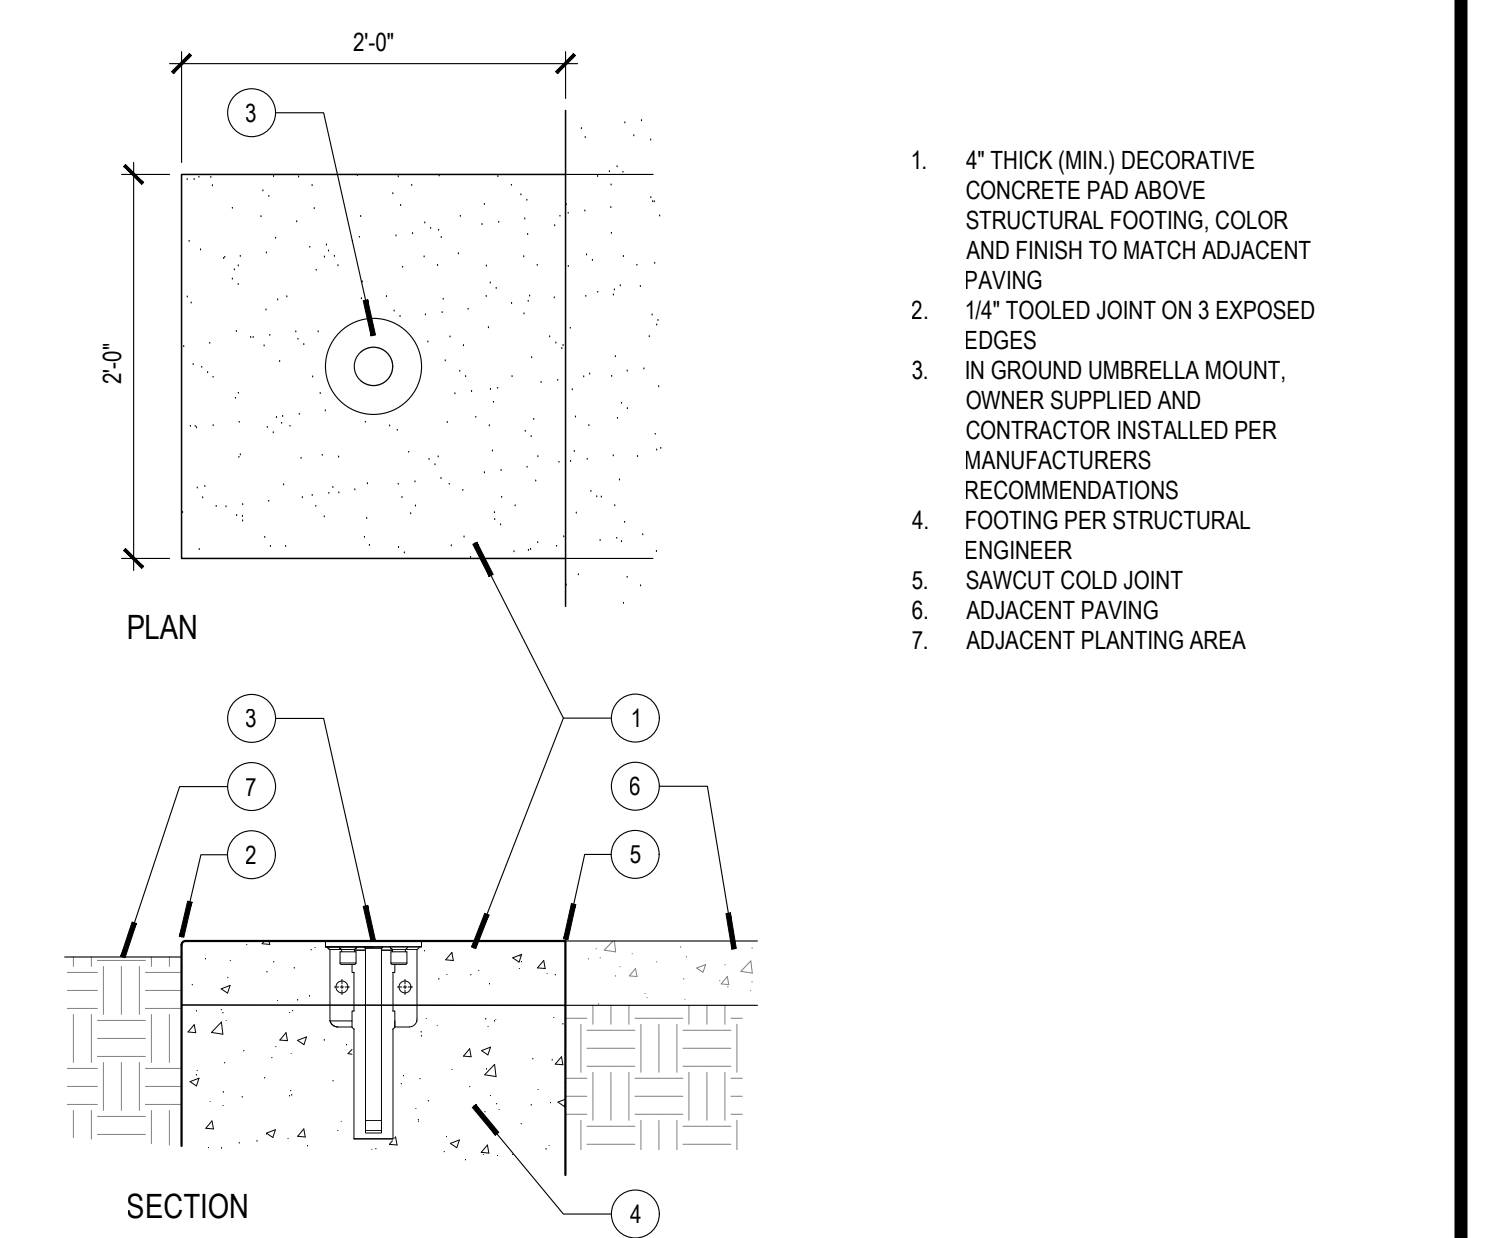 2'-0"
3
2'-0"
PLAN
1. 4" THICK (MIN.) DECORATIVE
CONCRETE PAD ABOVE
STRUCTURAL FOOTING, COLOR
AND FINISH TO MATCH ADJACENT
PAVING
2. 1/4" TOOLED JOINT ON 3 EXPOSED
EDGES
3. IN GROUND UMBRELLA MOUNT,
OWNER SUPPLIED AND
CONTRACTOR INSTALLED PER
MANUFACTURERS
RECOMMENDATIONS
4. FOOTING PER STRUCTURAL
ENGINEER
5. SAWCUT COLD JOINT
6. ADJACENT PAVING
7. ADJACENT PLANTING AREA
3
1
7
6
2
5
4
SECTION